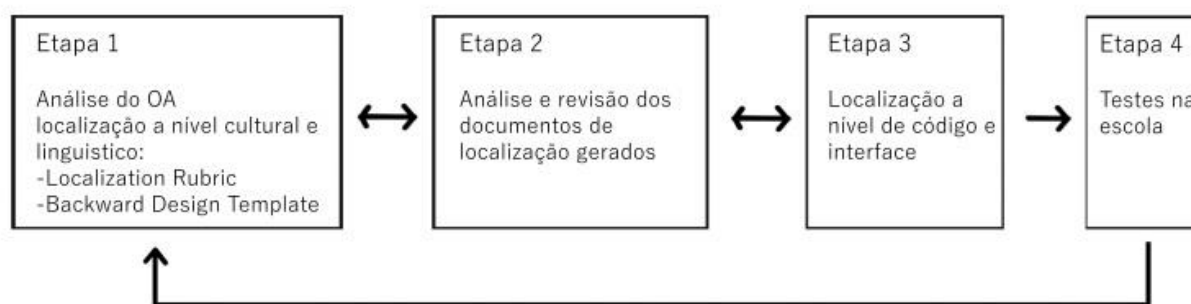 Etapa 1
Análise do OA
localização a nível cultural e
linguistico:
-Localization Rubric
-Backward Design Template
Etapa 2
Análise e revisão dos
documentos de
localização gerados
Etapa 3
Localização a
nível de código e
interface
Etapa 4
Testes na
escola